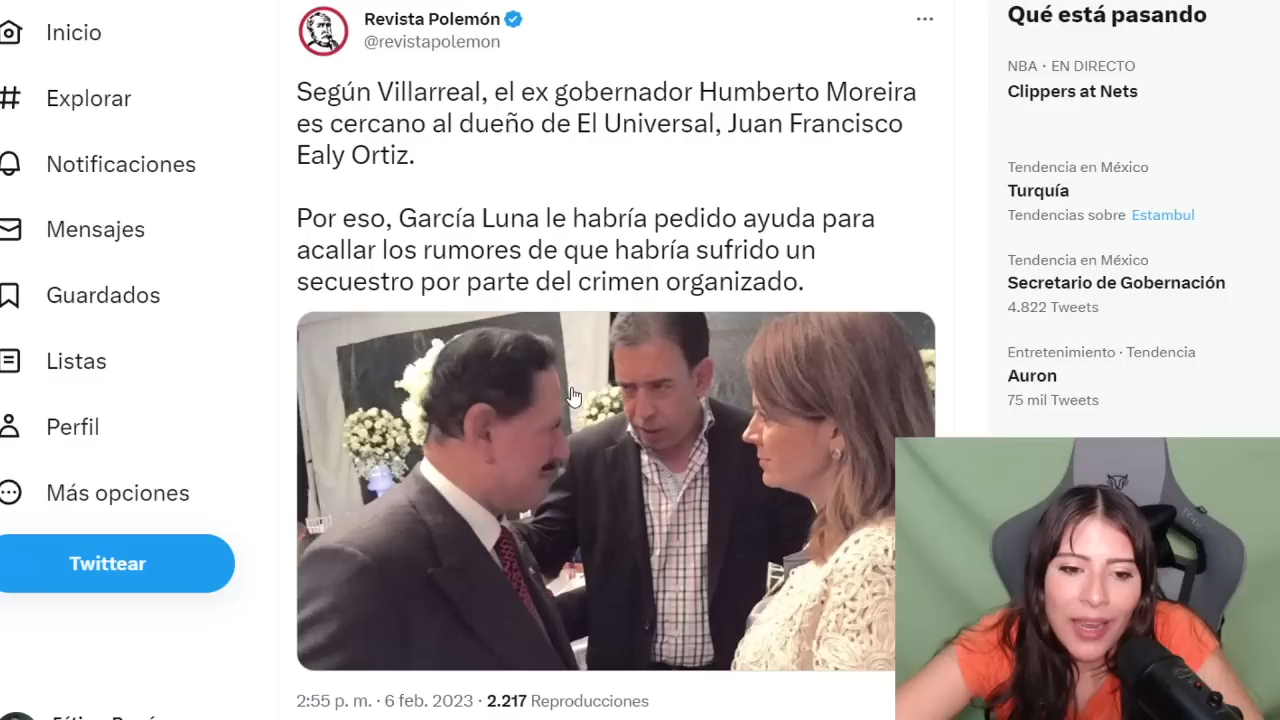 Inicio
Explorar
Notificaciones
Mensajes
Guardados
Listas
Perfil
Más opciones
Twittear
Revista Polemón
@revistapolemon
Según Villarreal, el ex gobernador Humberto Moreira
es cercano al dueño de El Universal, Juan Francisco
Ealy Ortiz.
Por eso, García Luna le habría pedido ayuda para
acallar los rumores de que habría sufrido un
secuestro por parte del crimen organizado.
2:55 p. m. · 6 feb. 2023 · 2.217 Reproducciones
Qué está pasando
NBA · EN DIRECTO
Clippers at Nets
Tendencia en México
Turquía
Tendencias sobre Estambul
Tendencia en México
Secretario de Gobernación
4.822 Tweets
Entretenimiento · Tendencia
Auron
75 mil Tweets